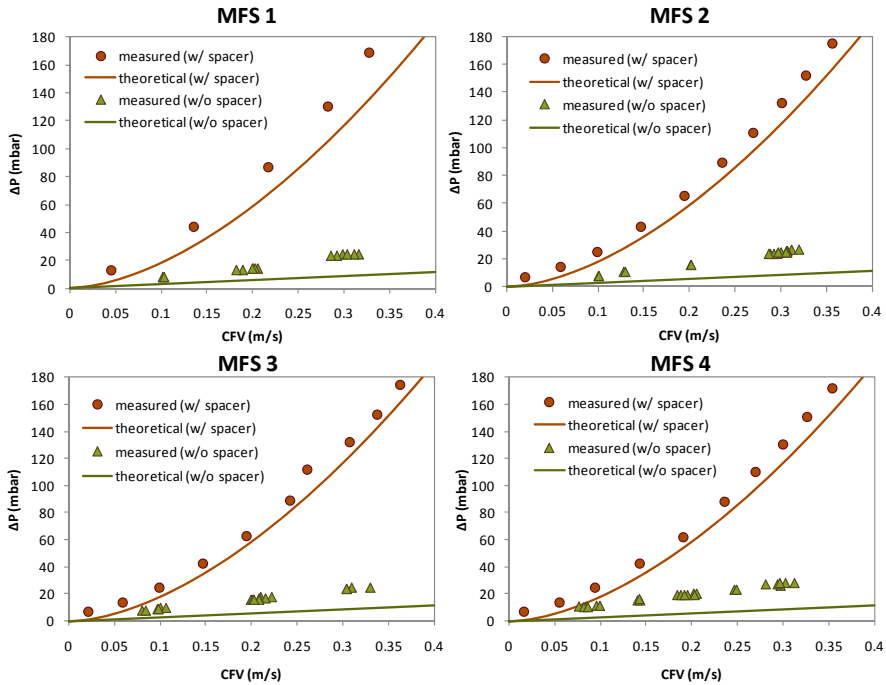 MFS 1
180
160
140
120
100
80
60
40
20
0
ΔP (mbar)
measured (w/ spacer)
theoretical (w/ spacer)
measured (w/o spacer)
theoretical (w/o spacer)
0 0.05 0.1 0.15 0.2 0.25 0.3 0.35 0.4
CFV (m/s)
MFS 2
180
160
140
120
100
80
60
40
20
0
ΔP (mbar)
measured (w/ spacer)
theoretical (w/ spacer)
measured (w/o spacer)
theoretical (w/o spacer)
0 0.05 0.1 0.15 0.2 0.25 0.3 0.35 0.4
CFV (m/s)
MFS 3
180
160
140
120
100
80
60
40
20
0
ΔP (mbar)
measured (w/ spacer)
theoretical (w/ spacer)
measured (w/o spacer)
theoretical (w/o spacer)
0 0.05 0.1 0.15 0.2 0.25 0.3 0.35 0.4
CFV (m/s)
MFS 4
180
160
140
120
100
80
60
40
20
0
ΔP (mbar)
measured (w/ spacer)
theoretical (w/ spacer)
measured (w/o spacer)
theoretical (w/o spacer)
0 0.05 0.1 0.15 0.2 0.25 0.3 0.35 0.4
CFV (m/s)